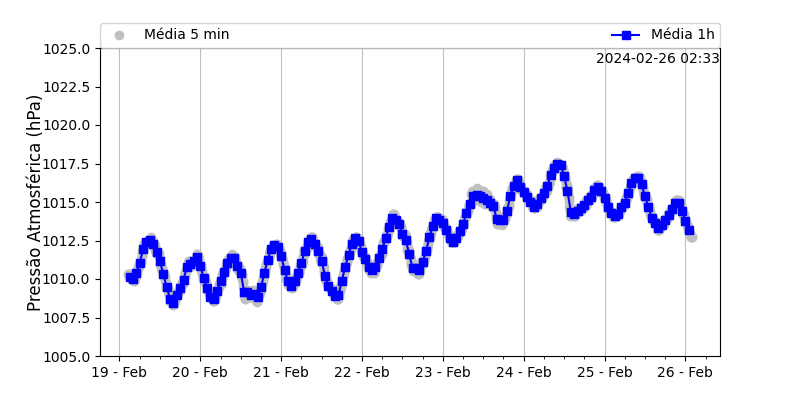 Média 5 min
Média 1h
2024-02-26 02:33
Pressão Atmosférica (hPa)
1025.0
1022.5
1020.0
1017.5
1015.0
1012.5
1010.0
1007.5
1005.0
19 - Feb
20 - Feb
21 - Feb
22 - Feb
23 - Feb
24 - Feb
25 - Feb
26 - Feb